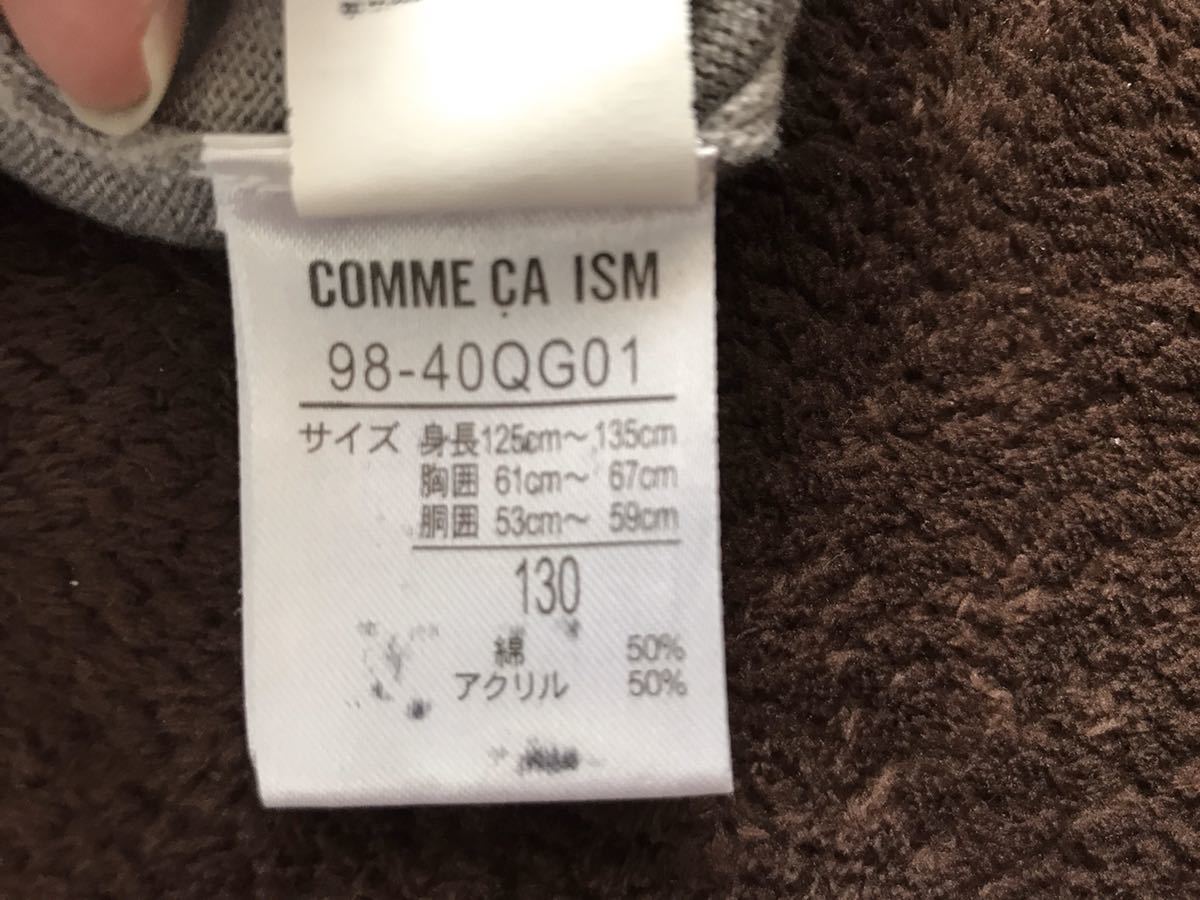 COMME ÇA ISM
98-40QG01
サイズ 身長125cm〜135cm
胸囲 61cm〜 67cm
胴囲 53cm〜 59cm
130
綿 50%
アクリル 50%